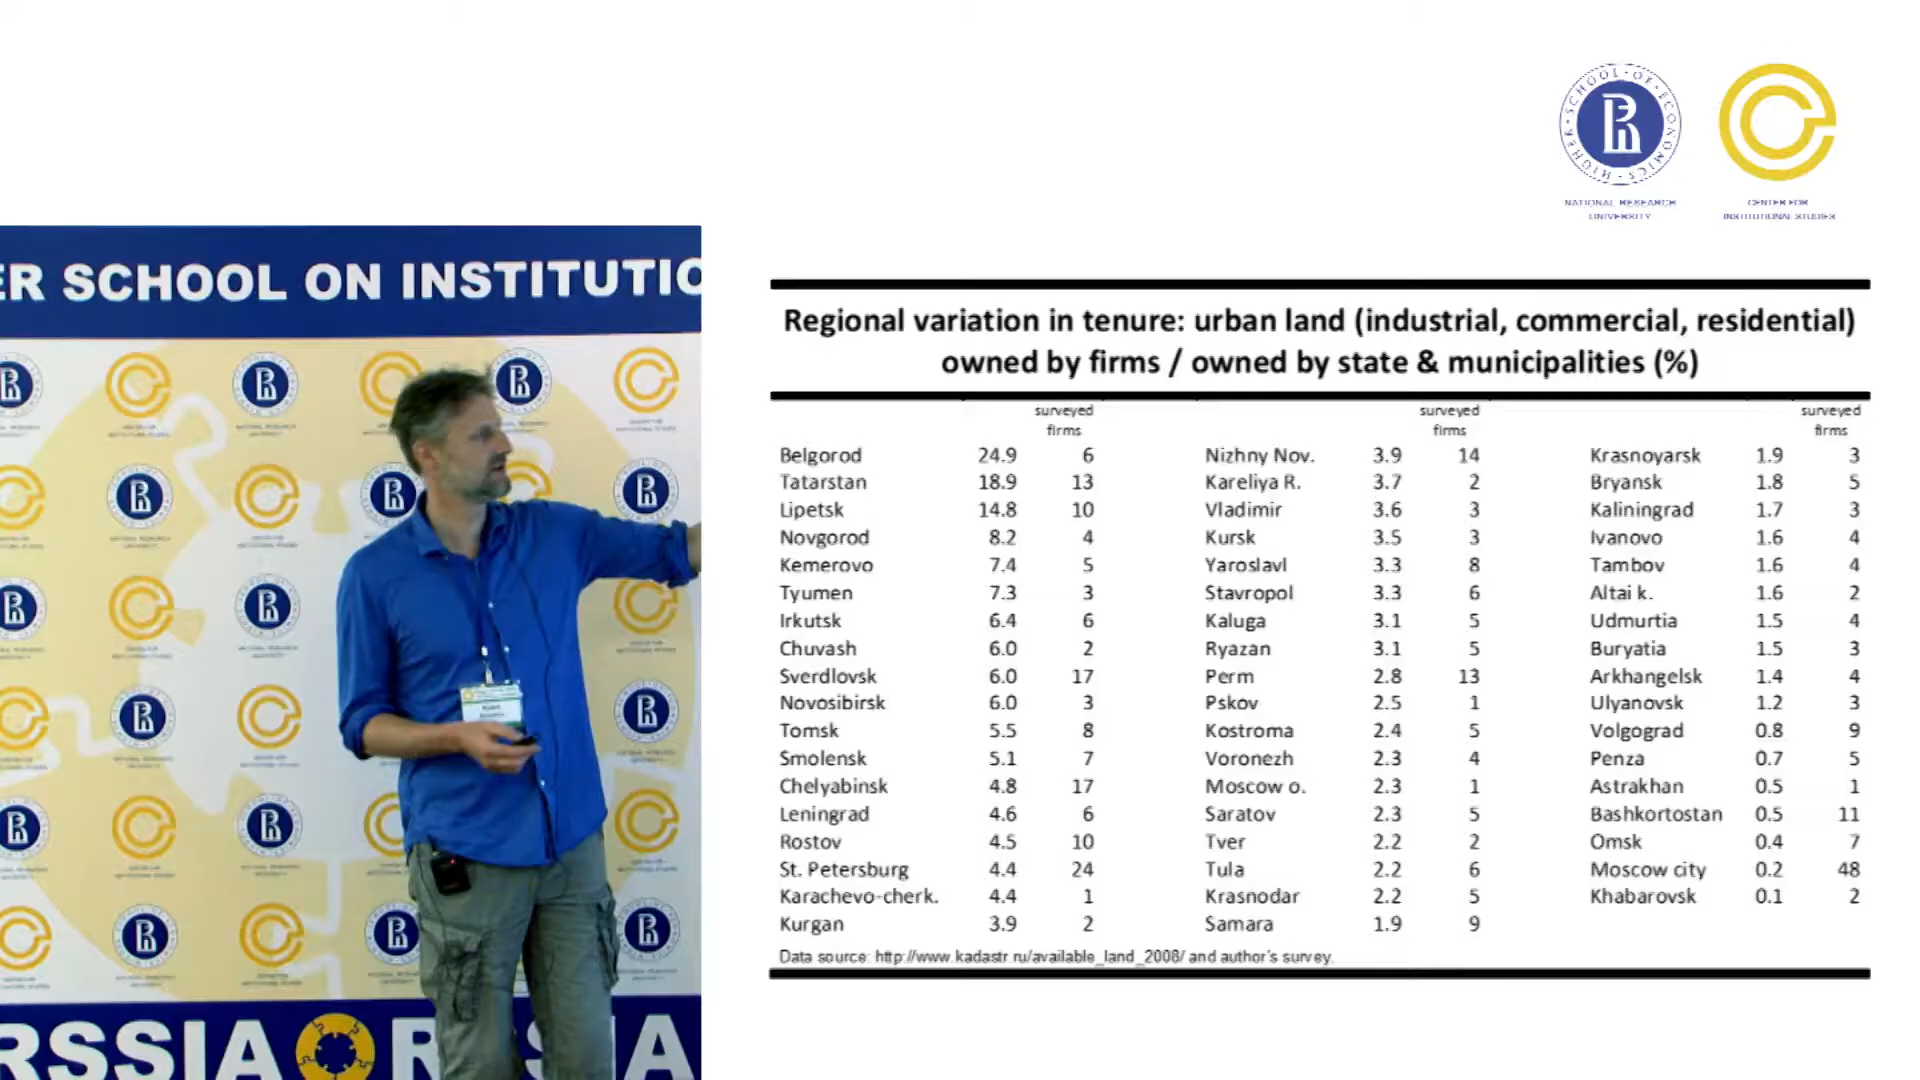 HIGHER · SCHOOL · OF · ECONOMICS
NATIONAL RESEARCH
UNIVERSITY
CENTER FOR
INSTITUTIONAL STUDIES
ER SCHOOL ON INSTITUTIO
Regional variation in tenure: urban land (industrial, commercial, residential)
owned by firms / owned by state & municipalities (%)
surveyed firms surveyed firms surveyed firms
Belgorod 24.9 6 Nizhny Nov. 3.9 14 Krasnoyarsk 1.9 3
Tatarstan 18.9 13 Kareliya R. 3.7 2 Bryansk 1.8 5
Lipetsk 14.8 10 Vladimir 3.6 3 Kaliningrad 1.7 3
Novgorod 8.2 4 Kursk 3.5 3 Ivanovo 1.6 4
Kemerovo 7.4 5 Yaroslavl 3.3 8 Tambov 1.6 4
Tyumen 7.3 3 Stavropol 3.3 6 Altai k. 1.6 2
Irkutsk 6.4 6 Kaluga 3.1 5 Udmurtia 1.5 4
Chuvash 6.0 2 Ryazan 3.1 5 Buryatia 1.5 3
Sverdlovsk 6.0 17 Perm 2.8 13 Arkhangelsk 1.4 4
Novosibirsk 6.0 3 Pskov 2.5 1 Ulyanovsk 1.2 3
Tomsk 5.5 8 Kostroma 2.4 5 Volgograd 0.8 9
Smolensk 5.1 7 Voronezh 2.3 4 Penza 0.7 5
Chelyabinsk 4.8 17 Moscow o. 2.3 1 Astrakhan 0.5 1
Leningrad 4.6 6 Saratov 2.3 5 Bashkortostan 0.5 11
Rostov 4.5 10 Tver 2.2 2 Omsk 0.4 7
St. Petersburg 4.4 24 Tula 2.2 6 Moscow city 0.2 48
Karachevo-cherk. 4.4 1 Krasnodar 2.2 5 Khabarovsk 0.1 2
Kurgan 3.9 2 Samara 1.9 9
Data source: http://www.kadastr.ru/available_land_2008/ and author's survey.
RSSIA R SIA